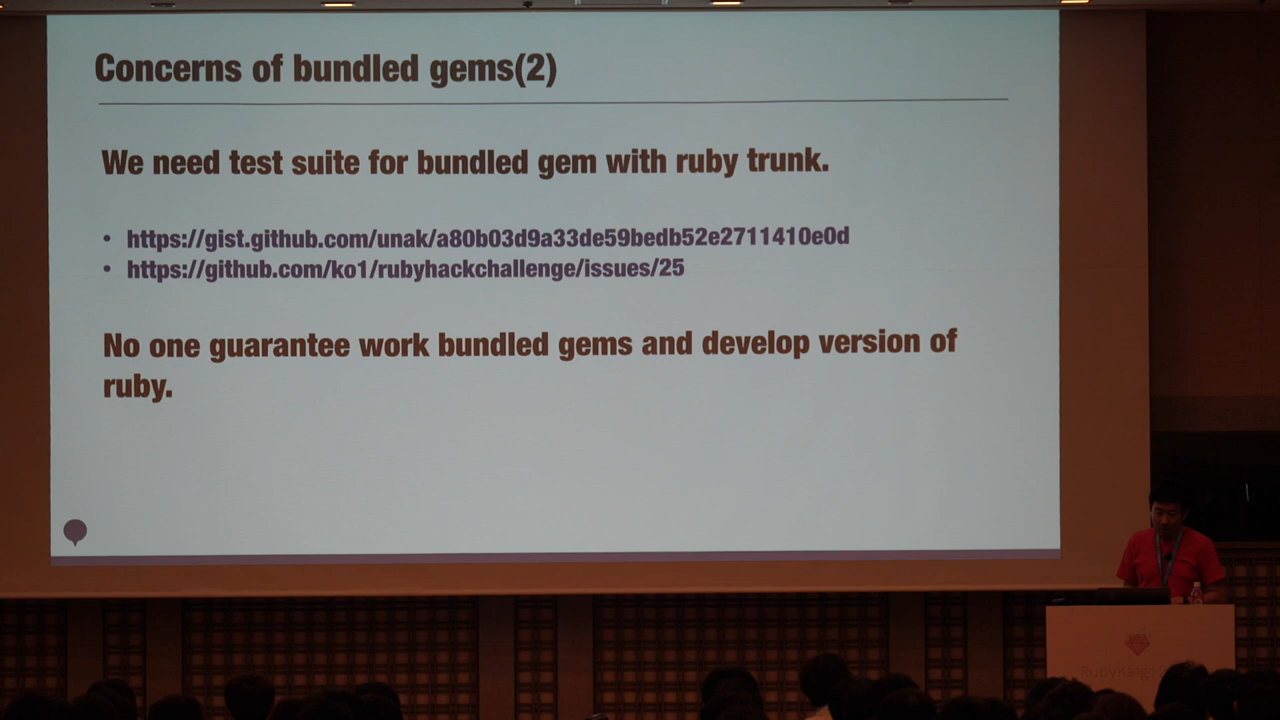 Concerns of bundled gems(2)
We need test suite for bundled gem with ruby trunk.
• https://gist.github.com/unak/a80b03d9a33de59bedb52e2711410e0d
• https://github.com/ko1/rubyhackchallenge/issues/25
No one guarantee work bundled gems and develop version of
ruby.
RubyKaigi